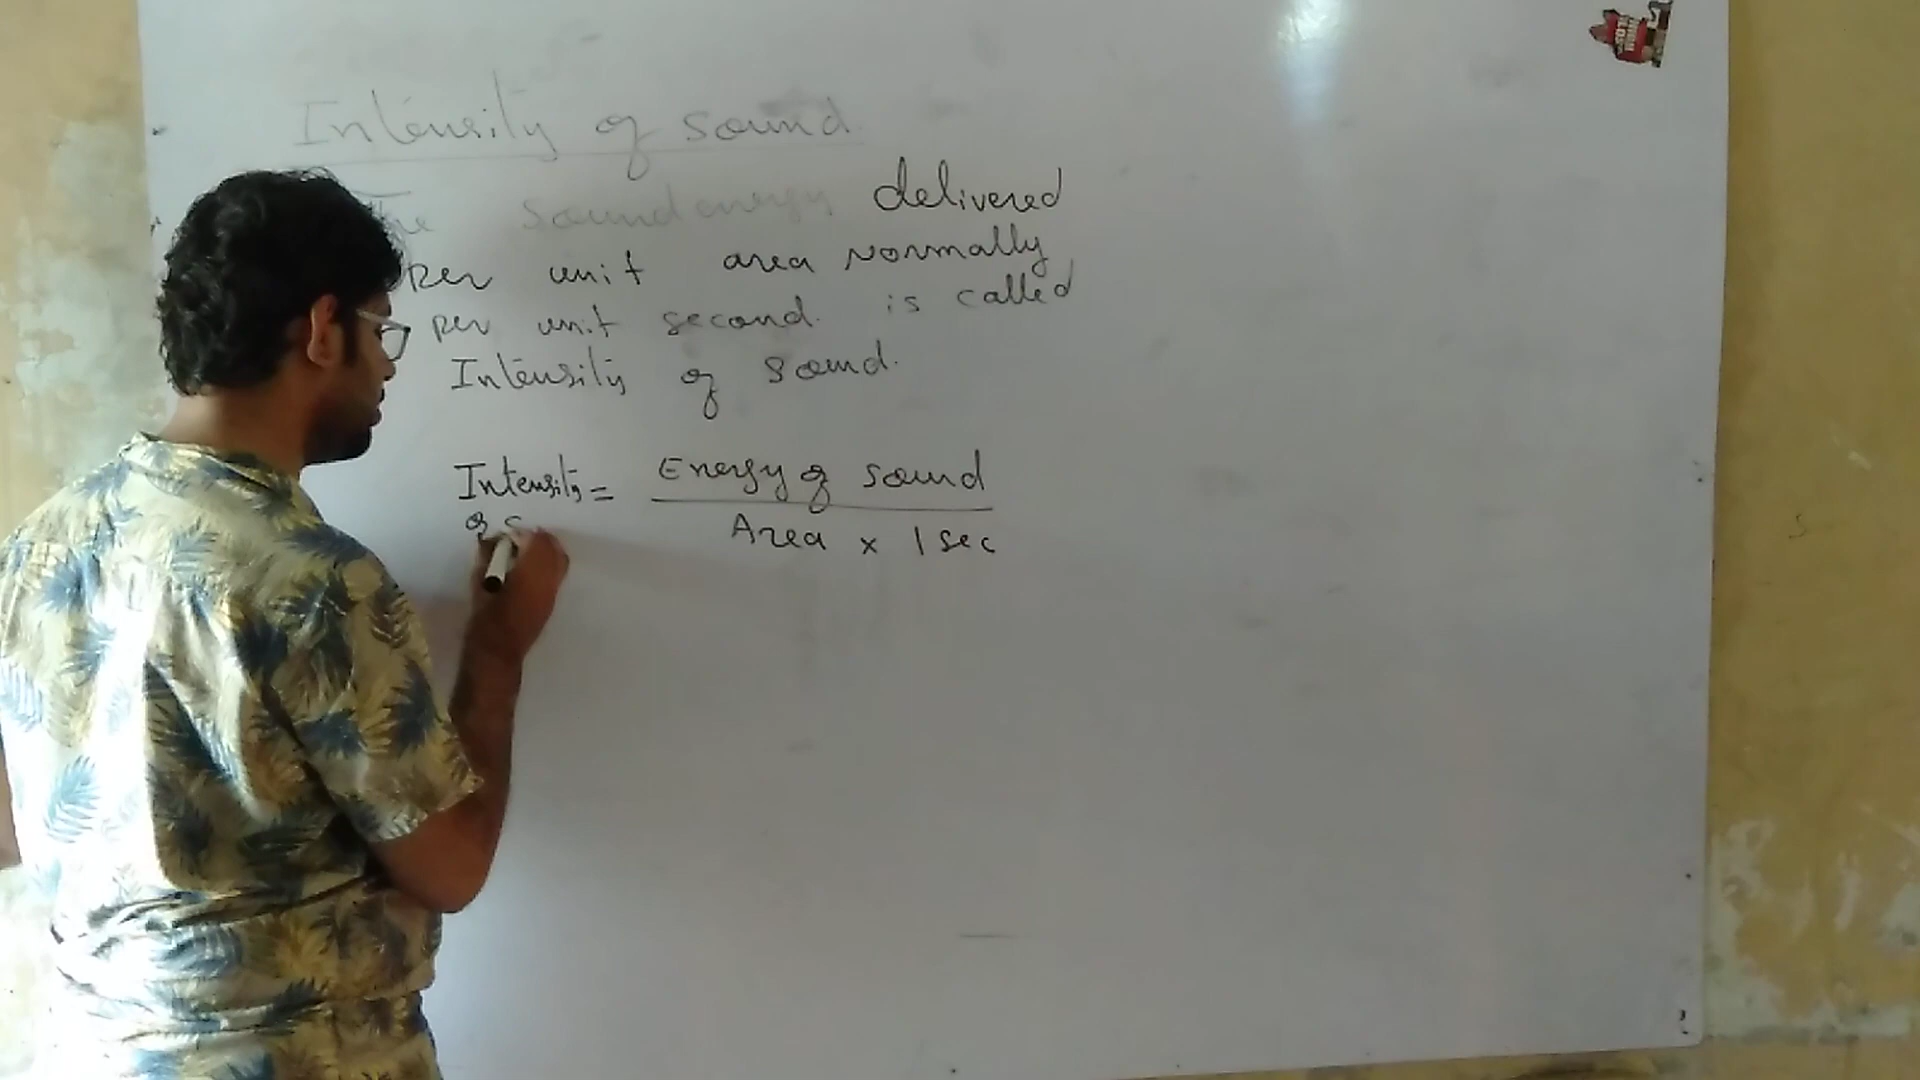 Intensity of sound
The sound energy delivered
per unit area Normally
per unit second. is called
Intensity of sound.
Intensity = Energy of sound
of s
Area x 1 sec